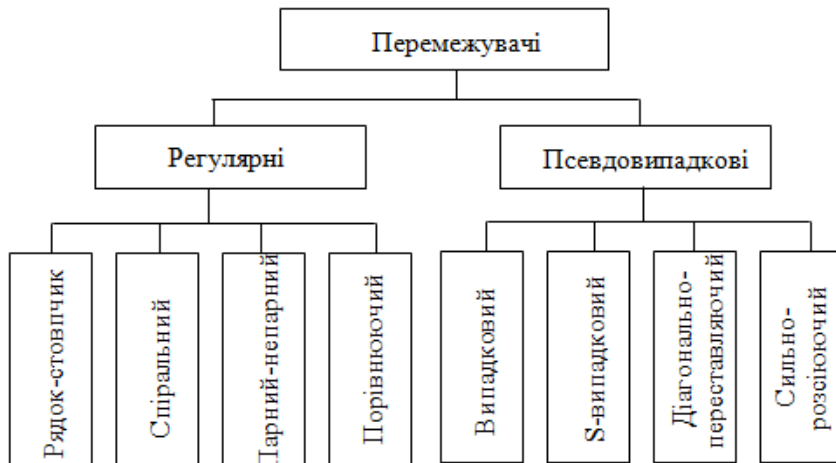 Перемежувачі
Регулярні
Псевдовипадкові
Рядок-стовпчик
Спіральний
Парний-непарний
Порівнюючий
Випадковий
S-випадковий
Діагонально-
переставляючий
Сильно-
розсіюючий